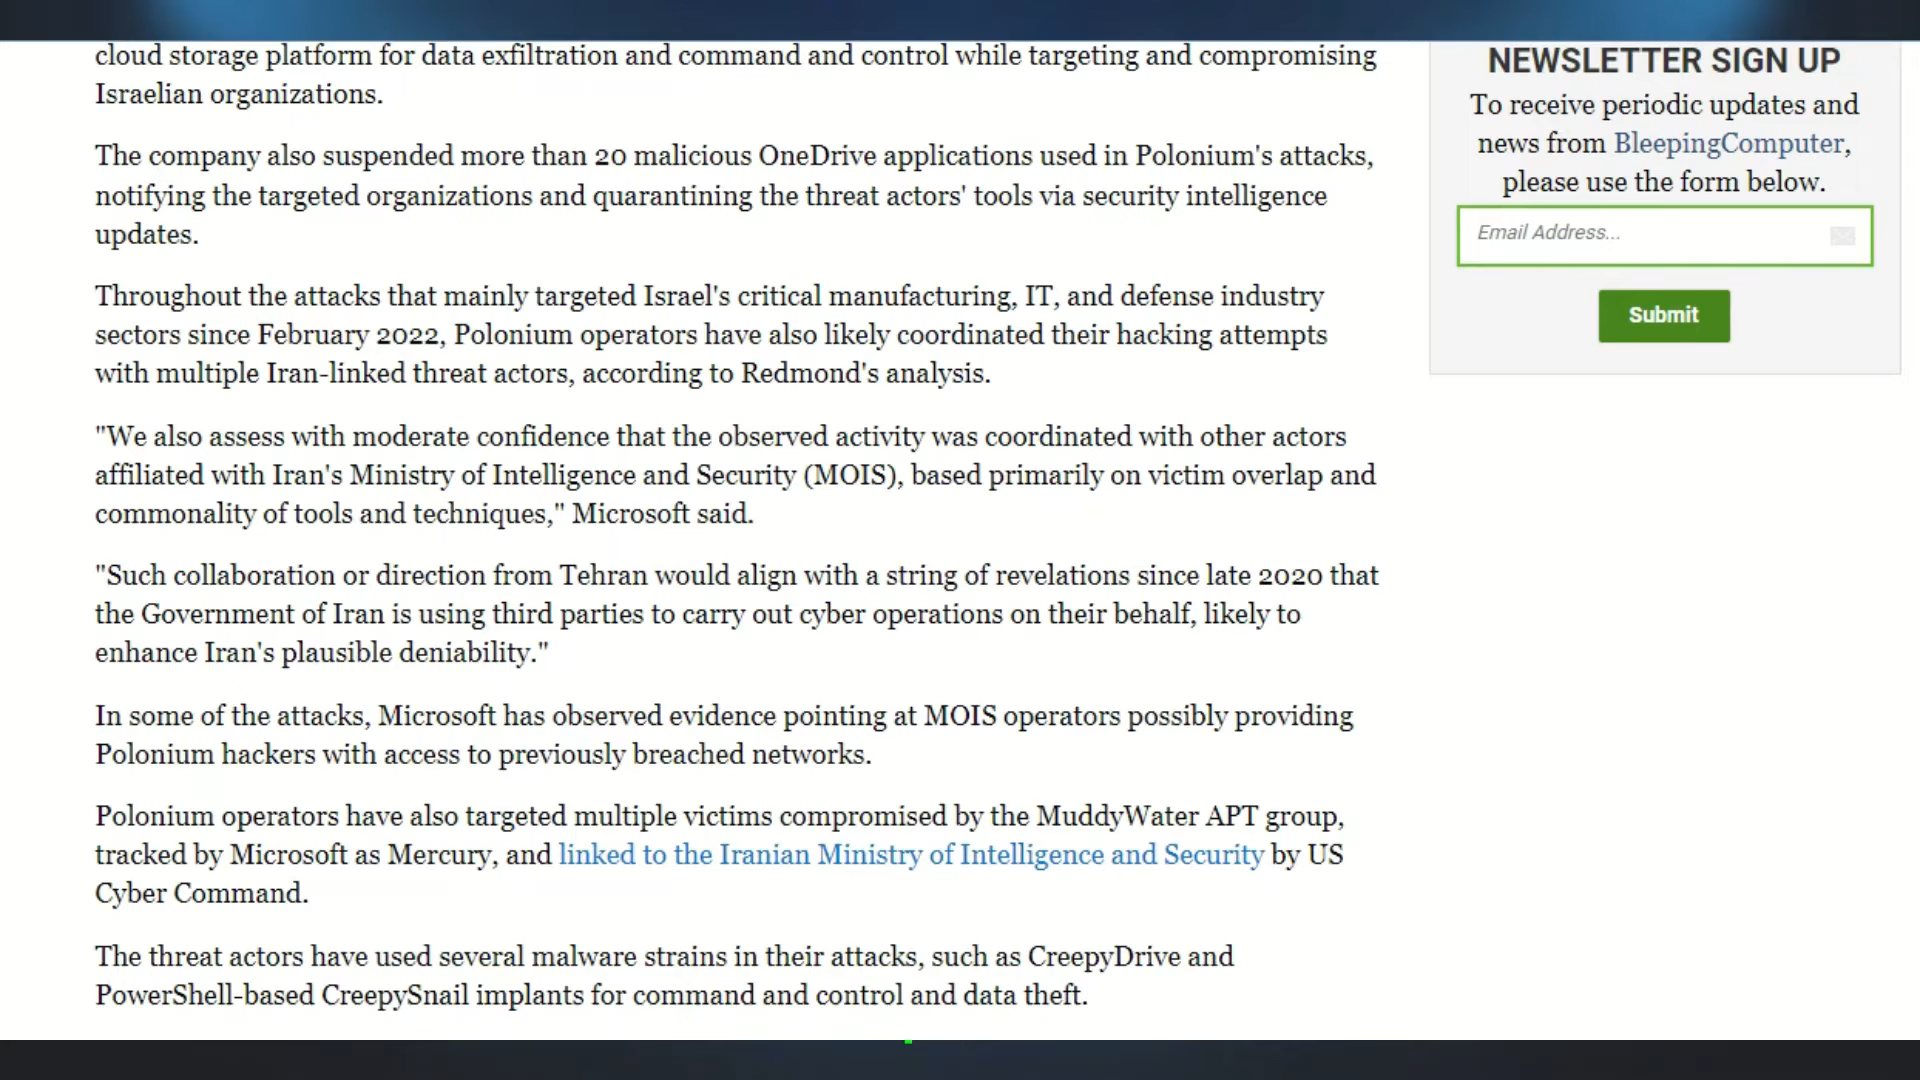 cloud storage platform for data exfiltration and command and control while targeting and compromising
Israelian organizations.
The company also suspended more than 20 malicious OneDrive applications used in Polonium's attacks,
notifying the targeted organizations and quarantining the threat actors' tools via security intelligence
updates.
Throughout the attacks that mainly targeted Israel's critical manufacturing, IT, and defense industry
sectors since February 2022, Polonium operators have also likely coordinated their hacking attempts
with multiple Iran-linked threat actors, according to Redmond's analysis.
"We also assess with moderate confidence that the observed activity was coordinated with other actors
affiliated with Iran's Ministry of Intelligence and Security (MOIS), based primarily on victim overlap and
commonality of tools and techniques," Microsoft said.
"Such collaboration or direction from Tehran would align with a string of revelations since late 2020 that
the Government of Iran is using third parties to carry out cyber operations on their behalf, likely to
enhance Iran's plausible deniability."
In some of the attacks, Microsoft has observed evidence pointing at MOIS operators possibly providing
Polonium hackers with access to previously breached networks.
Polonium operators have also targeted multiple victims compromised by the MuddyWater APT group,
tracked by Microsoft as Mercury, and linked to the Iranian Ministry of Intelligence and Security by US
Cyber Command.
The threat actors have used several malware strains in their attacks, such as CreepyDrive and
PowerShell-based CreepySnail implants for command and control and data theft.
NEWSLETTER SIGN UP
To receive periodic updates and
news from BleepingComputer,
please use the form below.
Email Address...
Submit